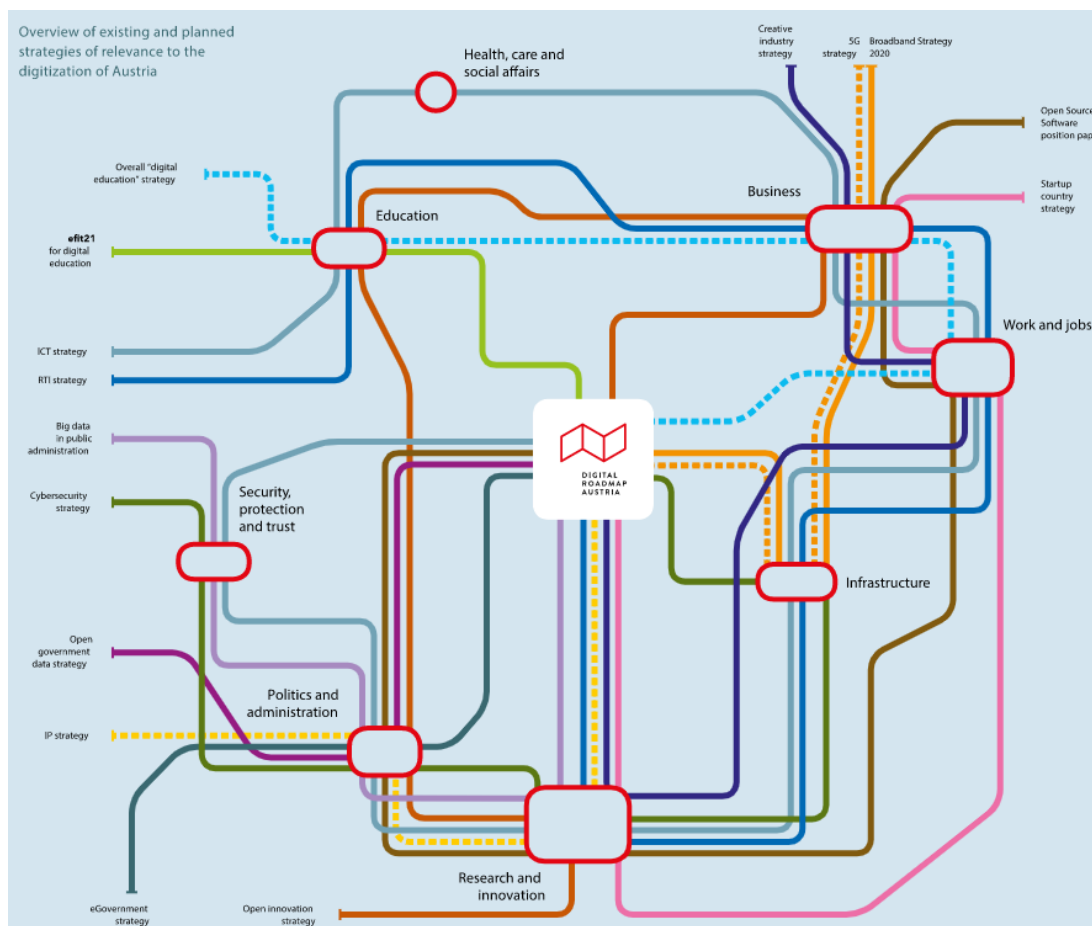 Overview of existing and planned
strategies of relevance to the
digitization of Austria
Health, care and
social affairs
Creative
industry
strategy
5G
strategy
Broadband Strategy
2020
Open Source
Software
position pap
Overall "digital
education" strategy
Education
Business
Startup
country
strategy
efit21
for digital
education
ICT strategy
Work and jobs
RTI strategy
Big data
in public
administration
DIGITAL
ROADMAP
AUSTRIA
Cybersecurity
strategy
Security,
protection
and trust
Infrastructure
Open
government
data strategy
Politics and
administration
IP strategy
Research and
innovation
eGovernment
strategy
Open innovation
strategy